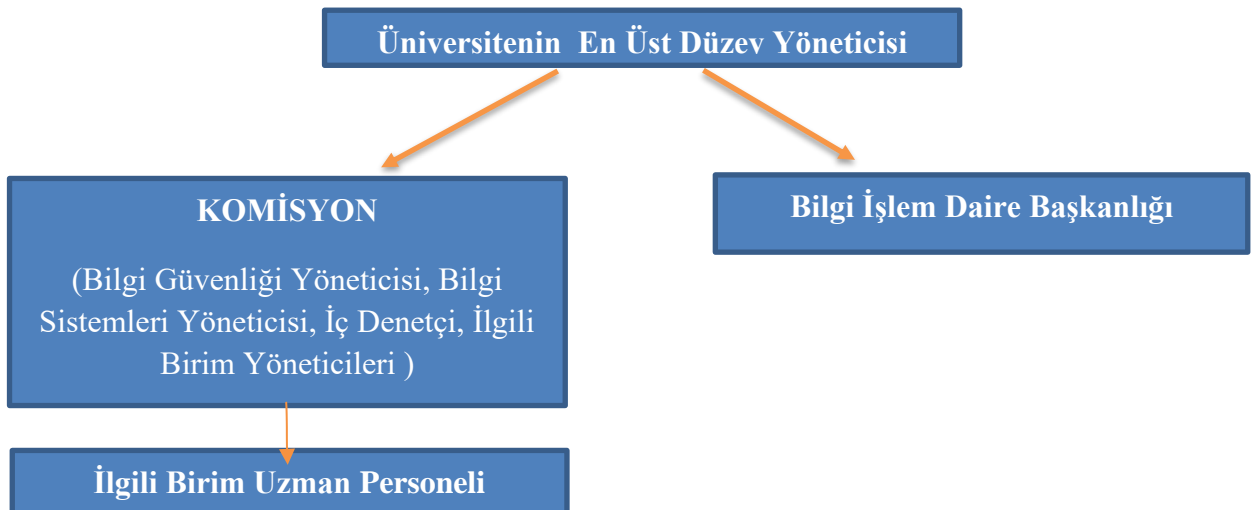 Üniversitenin En Üst Düzey Yöneticisi
KOMİSYON
(Bilgi Güvenliği Yöneticisi, Bilgi
Sistemleri Yöneticisi, İç Denetçi, İlgili
Birim Yöneticileri )
Bilgi İşlem Daire Başkanlığı
İlgili Birim Uzman Personeli